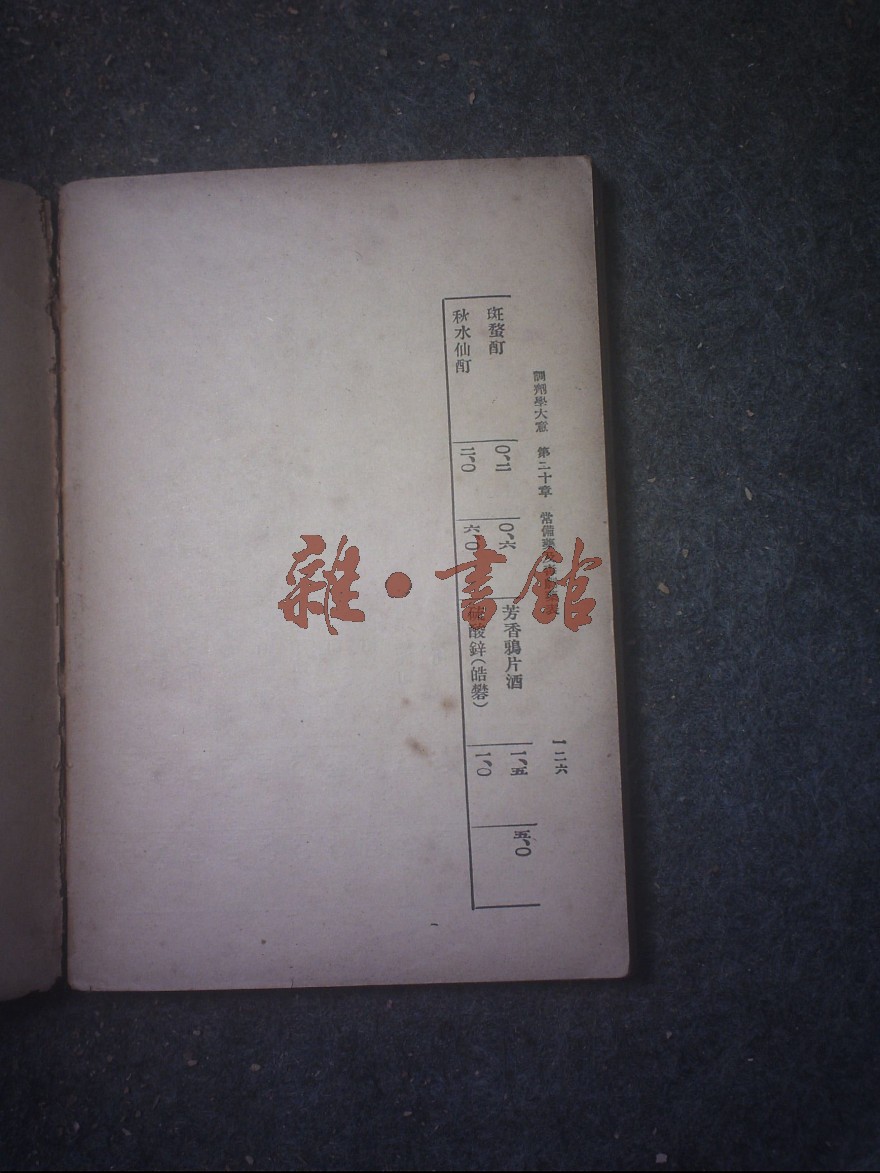 調劑學大意 第二十章 常備藥
一二六
斑蝥酊 〇、二 〇、六 芳香鴉片酒 一、五 五、〇
秋水仙酊 二、〇 六、〇 硫酸鋅（皓礬） 一、〇
雜·書館